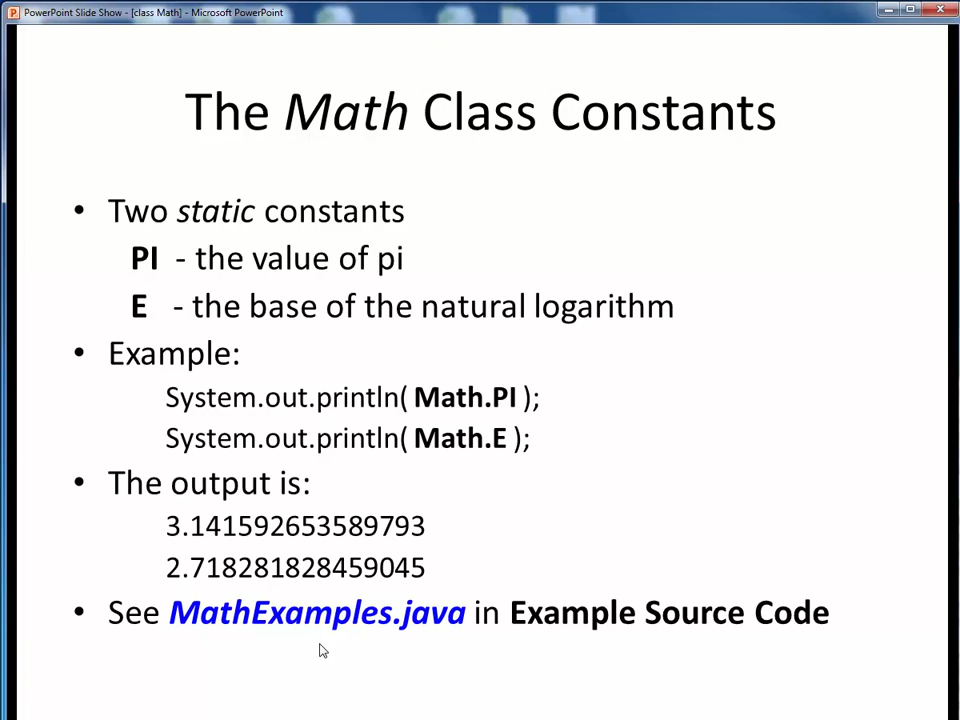 PowerPoint Slide Show - [class Math] - Microsoft PowerPoint
The Math Class Constants
• Two static constants
PI - the value of pi
E - the base of the natural logarithm
• Example:
System.out.println( Math.PI );
System.out.println( Math.E );
• The output is:
3.141592653589793
2.718281828459045
• See MathExamples.java in Example Source Code